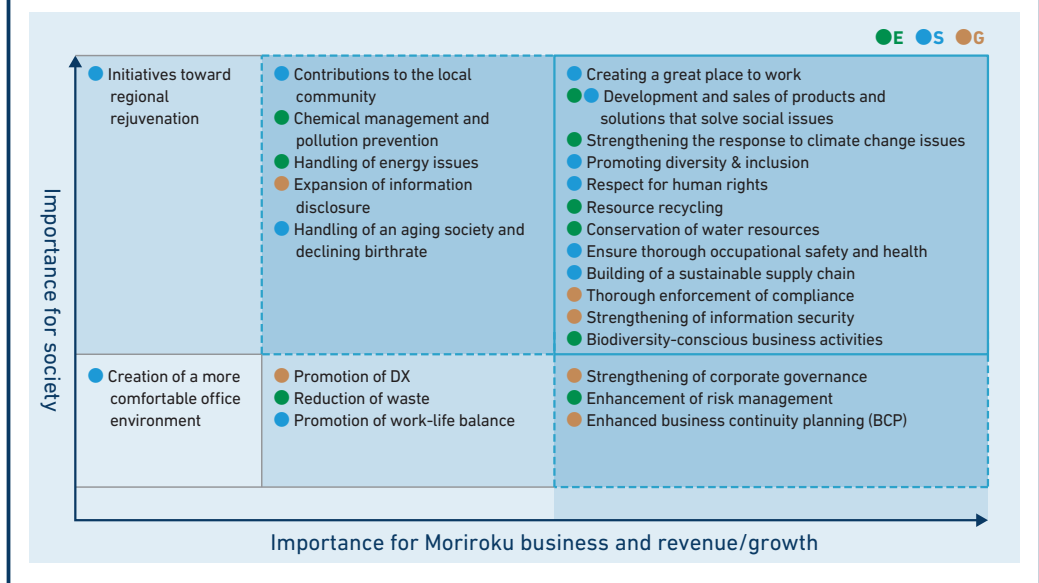 E S G
Initiatives toward
regional
rejuvenation
Contributions to the local
community
Chemical management and
pollution prevention
Handling of energy issues
Expansion of information
disclosure
Handling of an aging society and
declining birthrate
Creating a great place to work
Development and sales of products and
solutions that solve social issues
Strengthening the response to climate change issues
Promoting diversity & inclusion
Respect for human rights
Resource recycling
Conservation of water resources
Ensure thorough occupational safety and health
Building of a sustainable supply chain
Thorough enforcement of compliance
Strengthening of information security
Biodiversity-conscious business activities
Creation of a more
comfortable office
environment
Promotion of DX
Reduction of waste
Promotion of work-life balance
Strengthening of corporate governance
Enhancement of risk management
Enhanced business continuity planning (BCP)
Importance for society
Importance for Moriroku business and revenue/growth